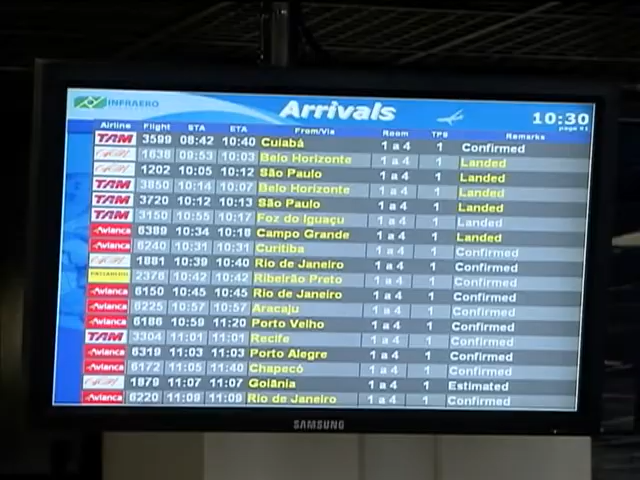 INFRAERO Arrivals 10:30
page 01
Airline Flight STA ETA From/Via Room TPS Remarks
TAM 3599 08:42 10:40 Cuiabá 1 a 4 1 Confirmed
GOL 1638 09:53 10:03 Belo Horizonte 1 a 4 1 Landed
GOL 1202 10:05 10:12 São Paulo 1 a 4 1 Landed
TAM 3850 10:14 10:07 Belo Horizonte 1 a 4 1 Landed
TAM 3720 10:12 10:13 São Paulo 1 a 4 1 Landed
TAM 3150 10:55 10:17 Foz do Iguaçu 1 a 4 1 Landed
Avianca 6389 10:34 10:18 Campo Grande 1 a 4 1 Landed
Avianca 6240 10:31 10:31 Curitiba 1 a 4 1 Confirmed
GOL 1881 10:39 10:40 Rio de Janeiro 1 a 4 1 Confirmed
PASSAREDO 2376 10:42 10:42 Ribeirão Preto 1 a 4 1 Confirmed
Avianca 6150 10:45 10:45 Rio de Janeiro 1 a 4 1 Confirmed
Avianca 6225 10:57 10:57 Aracaju 1 a 4 1 Confirmed
Avianca 6186 10:59 11:20 Porto Velho 1 a 4 1 Confirmed
TAM 3304 11:01 11:01 Recife 1 a 4 1 Confirmed
Avianca 6319 11:03 11:03 Porto Alegre 1 a 4 1 Confirmed
Avianca 6172 11:05 11:40 Chapecó 1 a 4 1 Confirmed
GOL 1879 11:07 11:07 Goiânia 1 a 4 1 Estimated
Avianca 6220 11:09 11:09 Rio de Janeiro 1 a 4 1 Confirmed
SAMSUNG